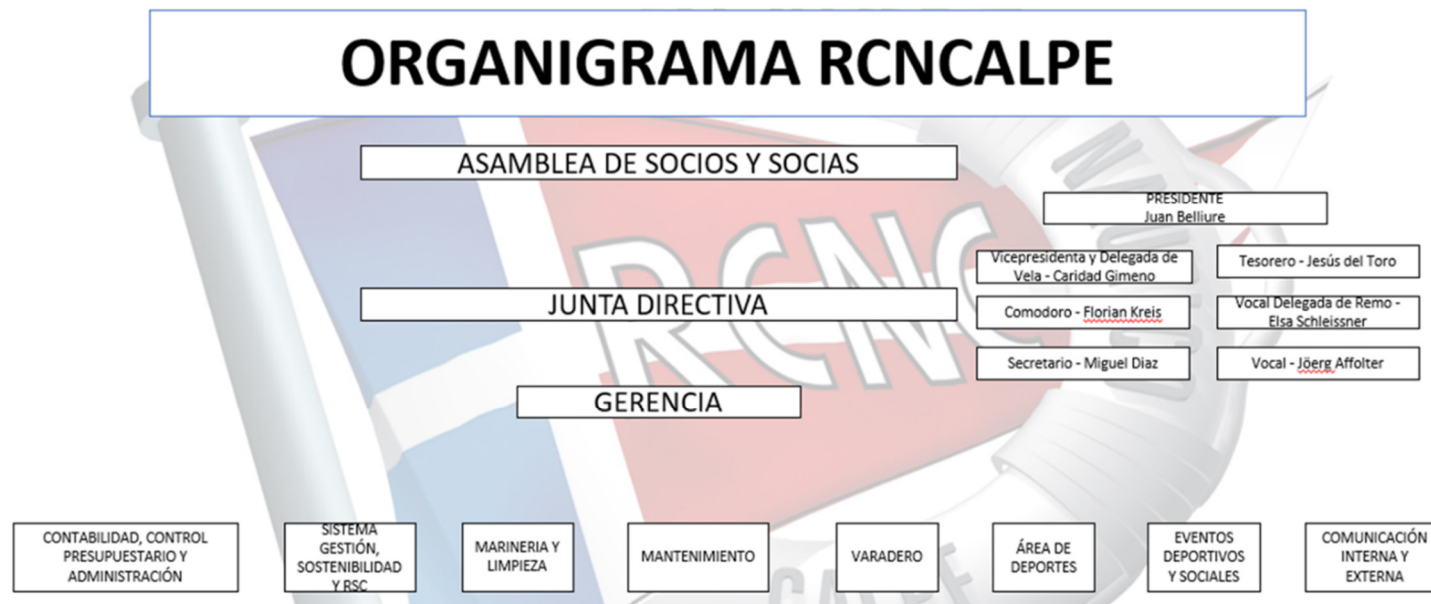 ORGANIGRAMA RCNCALPE
ASAMBLEA DE SOCIOS Y SOCIAS
PRESIDENTE
Juan Belliure
Vicepresidenta y Delegada de
Vela - Caridad Gimeno
Tesorero - Jesús del Toro
JUNTA DIRECTIVA
Comodoro - Florian Kreis
Vocal Delegada de Remo -
Elsa Schleissner
Secretario - Miguel Diaz
Vocal - Jöerg Affolter
GERENCIA
CONTABILIDAD, CONTROL
PRESUPUESTARIO Y
ADMINISTRACIÓN
SISTEMA
GESTIÓN,
SOSTENIBILIDAD
Y RSC
MARINERIA Y
LIMPIEZA
MANTENIMIENTO
VARADERO
ÁREA DE
DEPORTES
EVENTOS
DEPORTIVOS
Y SOCIALES
COMUNICACIÓN
INTERNA Y
EXTERNA
RCNC